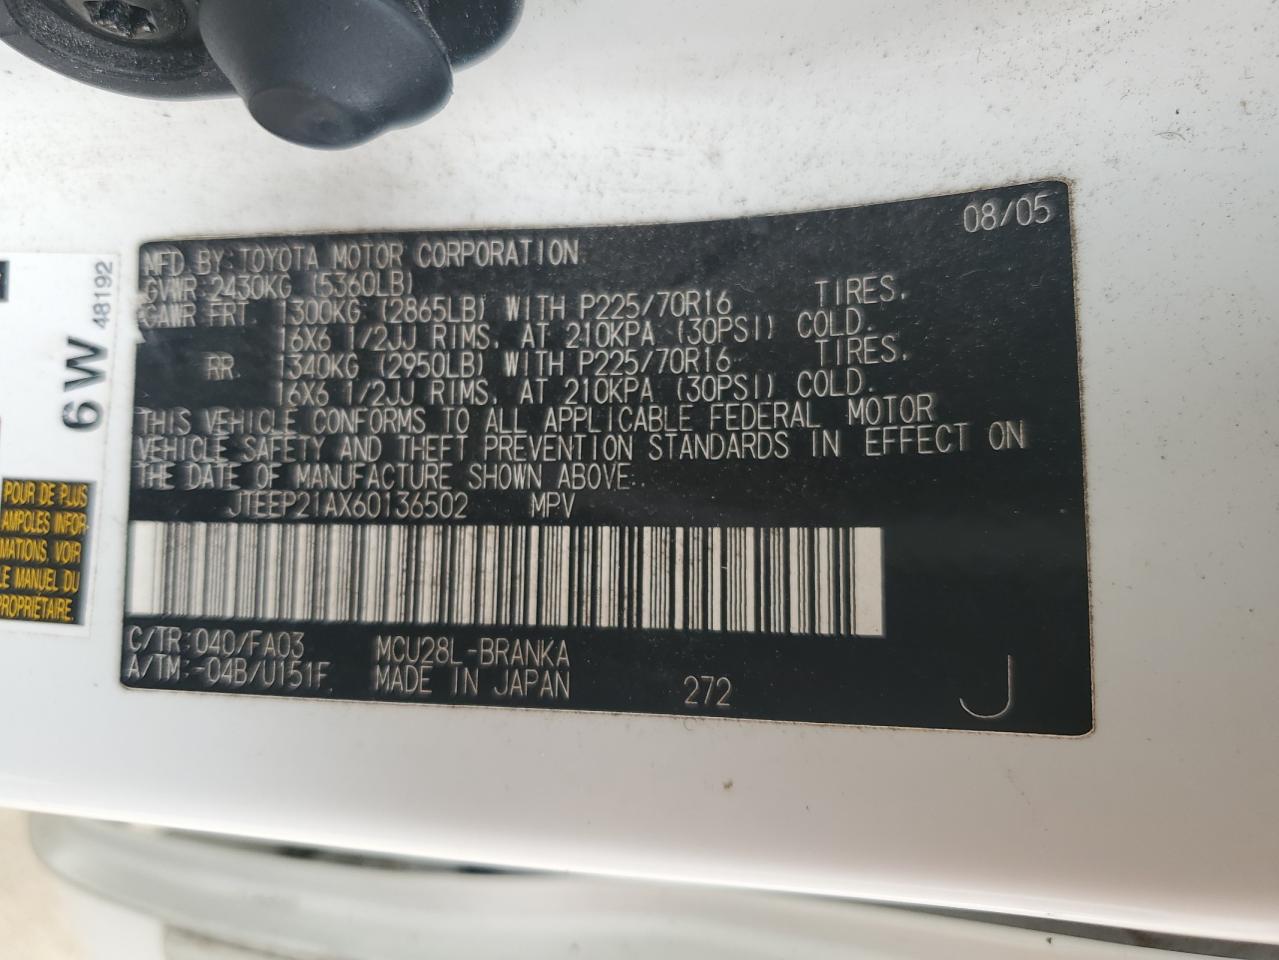 08/05
MFD BY: TOYOTA MOTOR CORPORATION
GVWR 2430KG (5360LB)
GAWR FRT 1300KG (2865LB) WITH P225/70R16 TIRES,
16X6 1/2JJ RIMS. AT 210KPA (30PSI) COLD.
RR. 1340KG (2950LB) WITH P225/70R16 TIRES,
16X6 1/2JJ RIMS. AT 210KPA (30PSI) COLD.
THIS VEHICLE CONFORMS TO ALL APPLICABLE FEDERAL MOTOR
VEHICLE SAFETY AND THEFT PREVENTION STANDARDS IN EFFECT ON
THE DATE OF MANUFACTURE SHOWN ABOVE.
JTEEP21AX60136502 MPV
C/TR: 040/FA03 MCU28L-BRANKA
A/TM: -04B/U151F MADE IN JAPAN 272 J
6W 48192
POUR DE PLUS
AMPLES INFOR-
MATIONS, VOIR
LE MANUEL DU
PROPRIÉTAIRE.